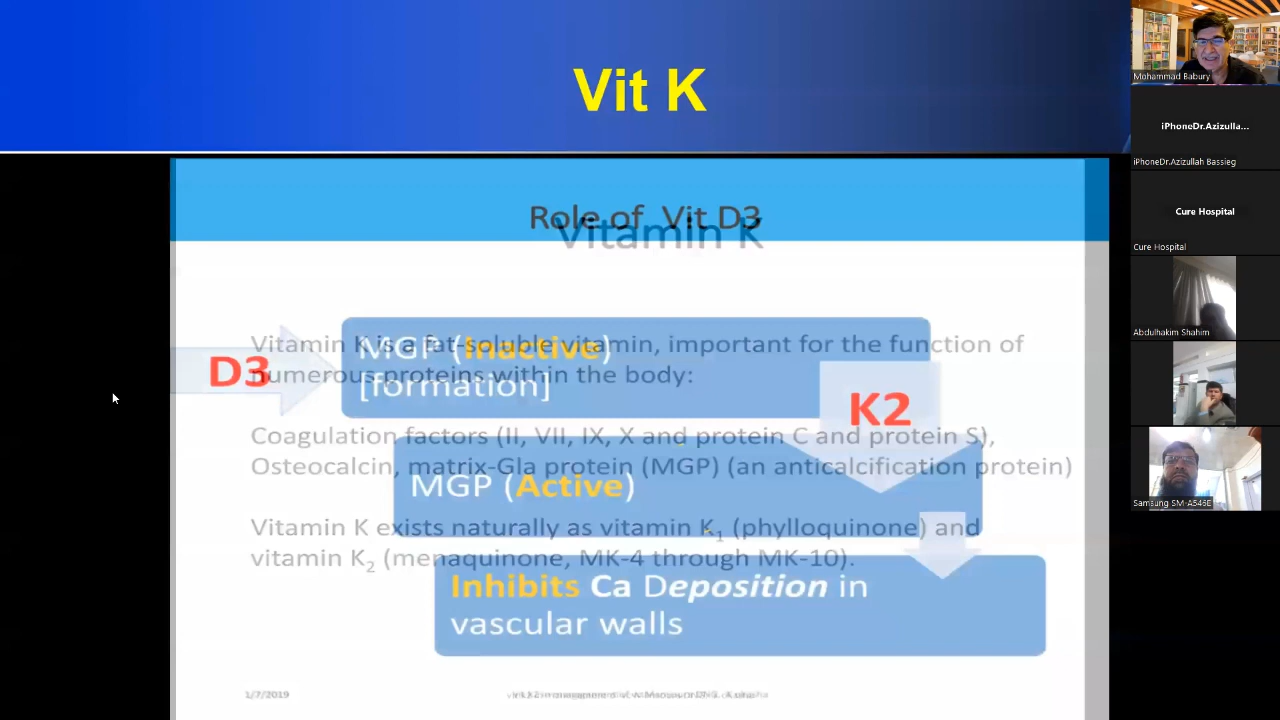 Vit K
Role of Vit D3
Vitamin K
Vitamin K is a fat-soluble vitamin, important for the function of
numerous proteins within the body:
Coagulation factors (II, VII, IX, X and protein C and protein S),
Osteocalcin, matrix-Gla protein (MGP) (an anticalcification protein)
Vitamin K exists naturally as vitamin K₁ (phylloquinone) and
vitamin K₂ (menaquinone, MK-4 through MK-10).
D3
MGP (Inactive)
[formation]
K2
MGP (Active)
Inhibits Ca Deposition in
vascular walls
1/7/2019
Mohammad Babury
iPhoneDr.Azizulla...
iPhoneDr.Azizullah Bassieg
Cure Hospital
Cure Hospital
Abdulhakim Shahim
Samsung SM-A546E